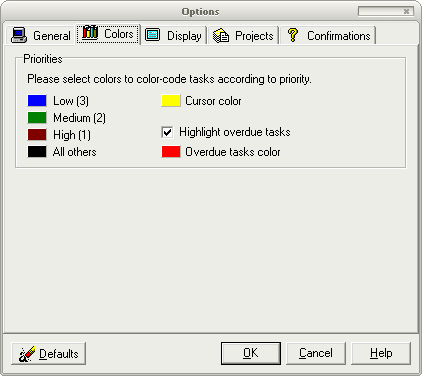 Options
General Colors Display Projects Confirmations
Priorities
Please select colors to color-code tasks according to priority.
Low (3) Cursor color
Medium (2)
High (1) Highlight overdue tasks
All others Overdue tasks color
Defaults OK Cancel Help